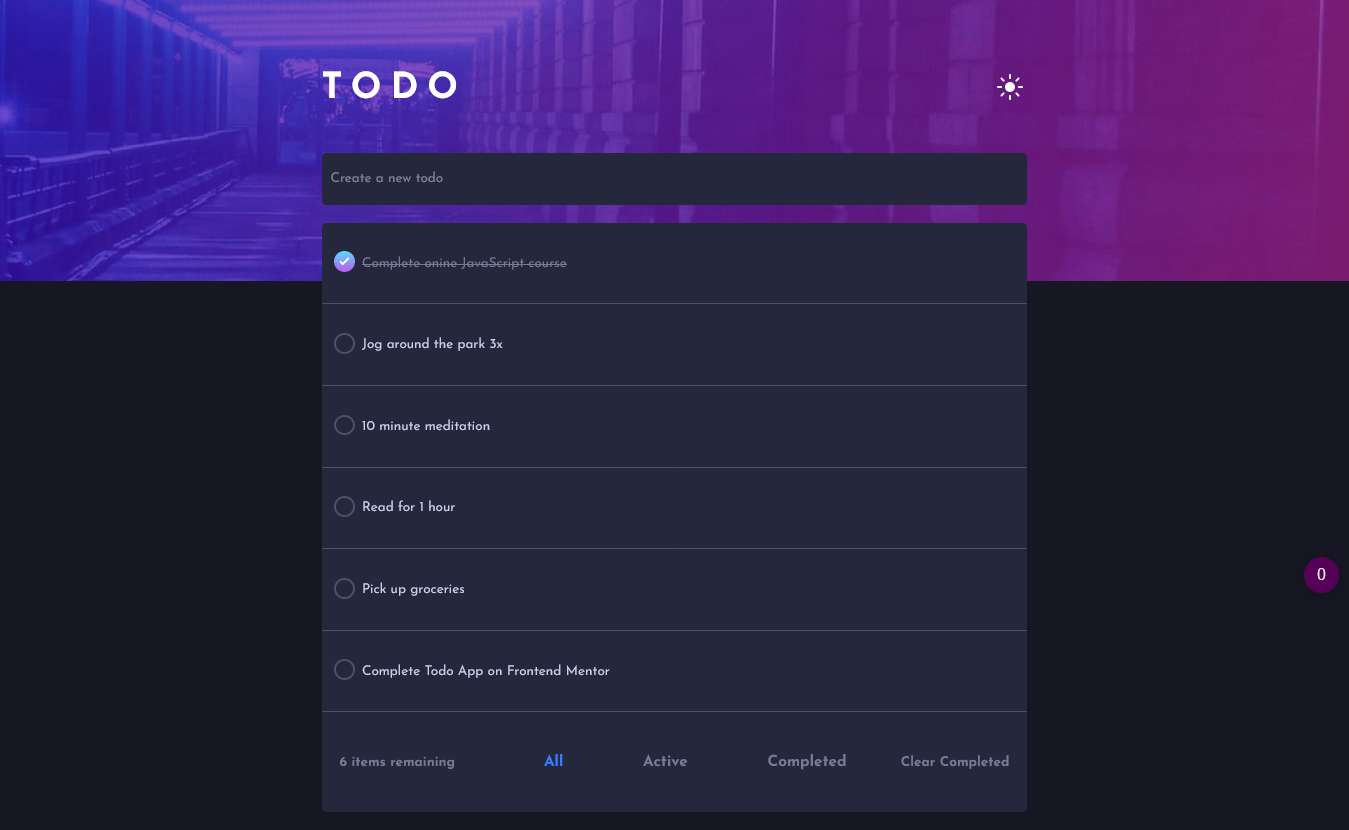 TODO
Create a new todo
Complete onine JavaScript course
Jog around the park 3x
10 minute meditation
Read for 1 hour
Pick up groceries
0
Complete Todo App on Frontend Mentor
6 items remaining All Active Completed Clear Completed